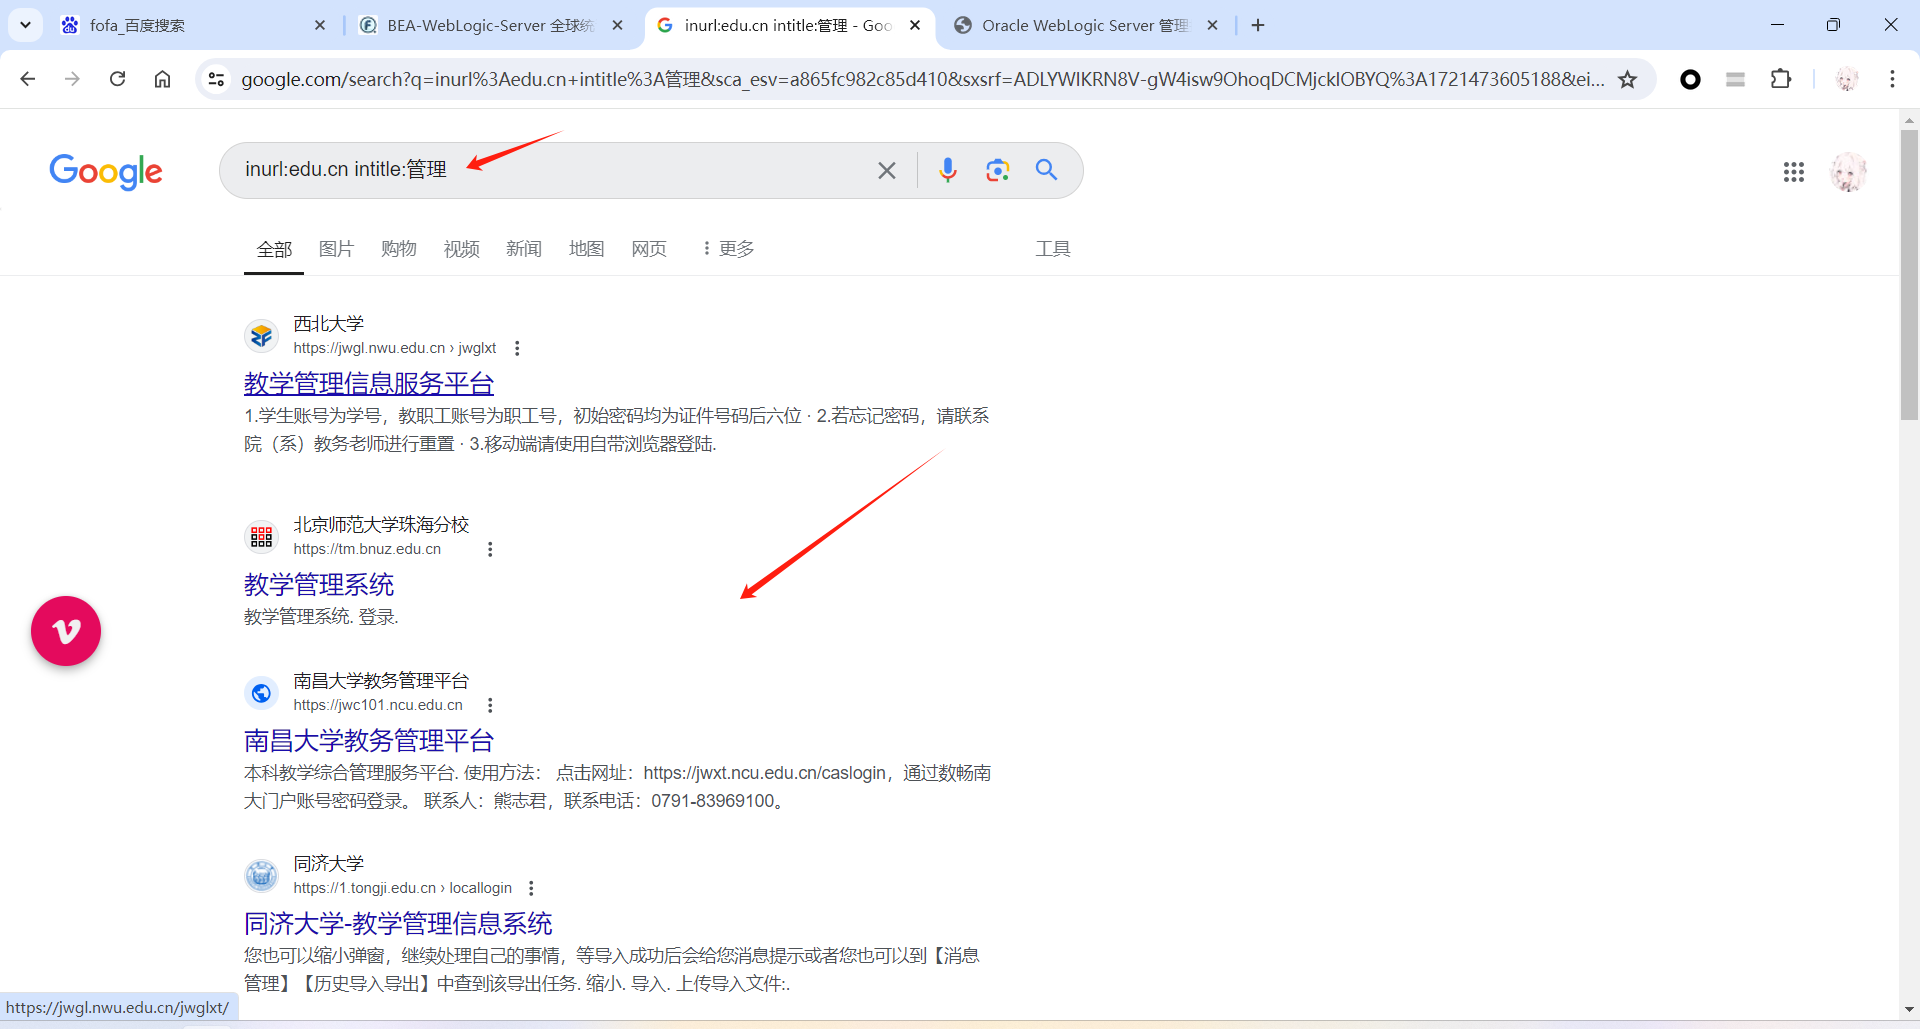 fofa_百度搜索
BEA-WebLogic-Server 全球统
inurl:edu.cn intitle:管理 - Goo
Oracle WebLogic Server 管理
google.com/search?q=inurl%3Aedu.cn+intitle%3A管理&sca_esv=a865fc982c85d410&sxsrf=ADLYWIKRN8V-gW4isw9OhoqDCMjcklOBYQ%3A1721473605188&ei...
Google
inurl:edu.cn intitle:管理
全部 图片 购物 视频 新闻 地图 网页 更多 工具
西北大学
https://jwgl.nwu.edu.cn › jwglxt
教学管理信息服务平台
1.学生账号为学号，教职工账号为职工号，初始密码均为证件号码后六位 · 2.若忘记密码，请联系
院（系）教务老师进行重置 · 3.移动端请使用自带浏览器登陆.
北京师范大学珠海分校
https://tm.bnuz.edu.cn
教学管理系统
教学管理系统. 登录.
南昌大学教务管理平台
https://jwc101.ncu.edu.cn
南昌大学教务管理平台
本科教学综合管理服务平台. 使用方法： 点击网址：https://jwxt.ncu.edu.cn/caslogin，通过数畅南
大门户账号密码登录。 联系人：熊志君，联系电话：0791-83969100。
同济大学
https://1.tongji.edu.cn › locallogin
同济大学-教学管理信息系统
您也可以缩小弹窗，继续处理自己的事情，等导入成功后会给您消息提示或者您也可以到【消息
管理】【历史导入导出】中查到该导出任务. 缩小. 导入. 上传导入文件:.
https://jwgl.nwu.edu.cn/jwglxt/